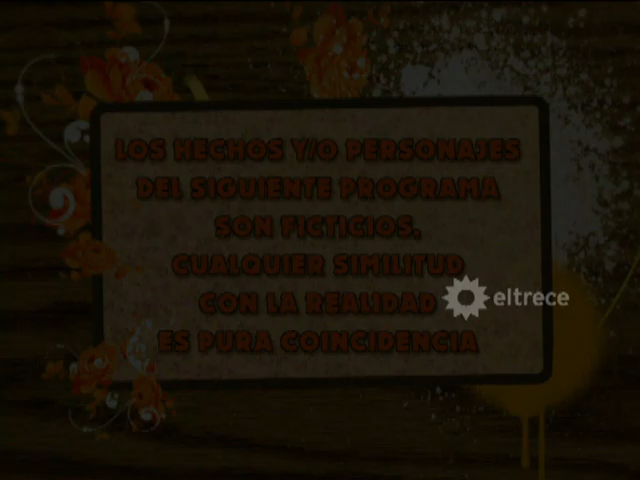 LOS HECHOS Y/O PERSONAJES
DEL SIGUIENTE PROGRAMA
SON FICTICIOS.
CUALQUIER SIMILITUD
CON LA REALIDAD
ES PURA COINCIDENCIA
eltrece